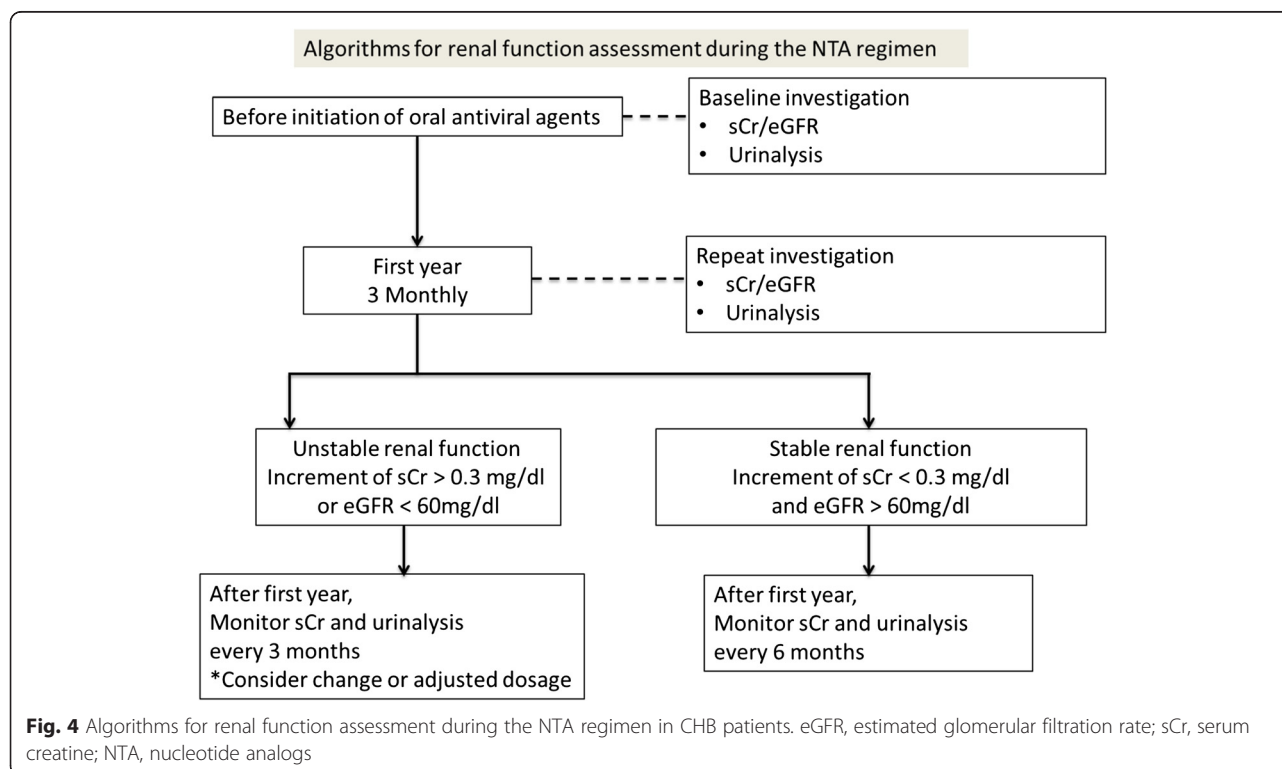 Algorithms for renal function assessment during the NTA regimen
Before initiation of oral antiviral agents
Baseline investigation
• sCr/eGFR
• Urinalysis
First year
3 Monthly
Repeat investigation
• sCr/eGFR
• Urinalysis
Unstable renal function
Increment of sCr > 0.3 mg/dl
or eGFR < 60mg/dl
Stable renal function
Increment of sCr < 0.3 mg/dl
and eGFR > 60mg/dl
After first year,
Monitor sCr and urinalysis
every 3 months
*Consider change or adjusted dosage
After first year,
Monitor sCr and urinalysis
every 6 months
Fig. 4 Algorithms for renal function assessment during the NTA regimen in CHB patients. eGFR, estimated glomerular filtration rate; sCr, serum
creatine; NTA, nucleotide analogs